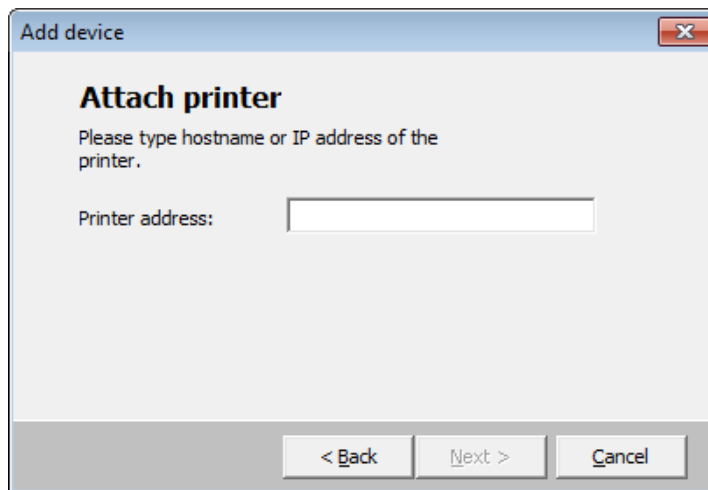 Add device
Attach printer
Please type hostname or IP address of the
printer.
Printer address:
< Back
Next >
Cancel